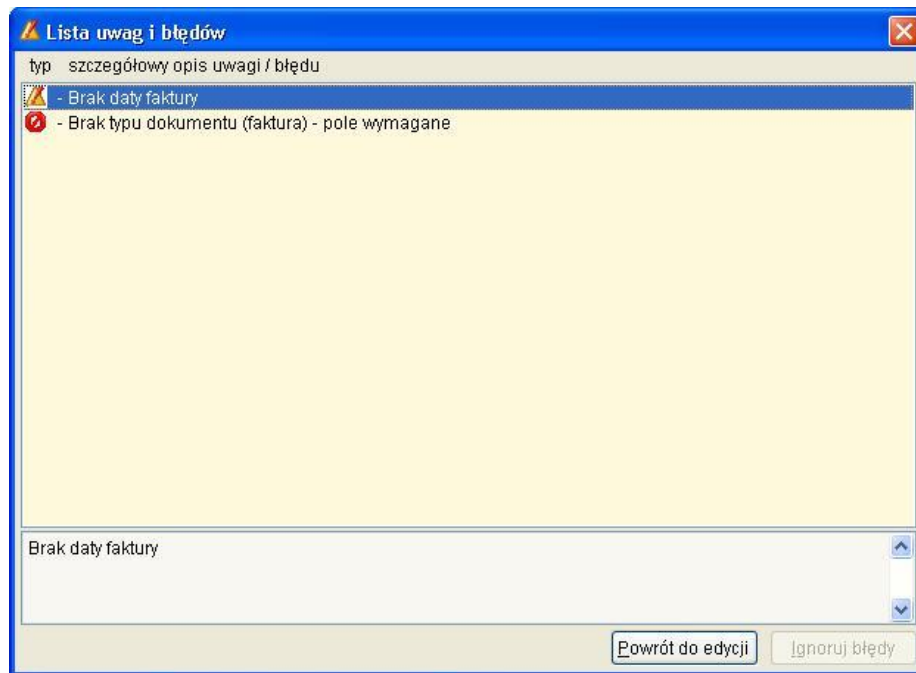 Lista uwag i błędów
typ szczegółowy opis uwagi / błędu
- Brak daty faktury
- Brak typu dokumentu (faktura) - pole wymagane
Brak daty faktury
Powrót do edycji Ignoruj błędy